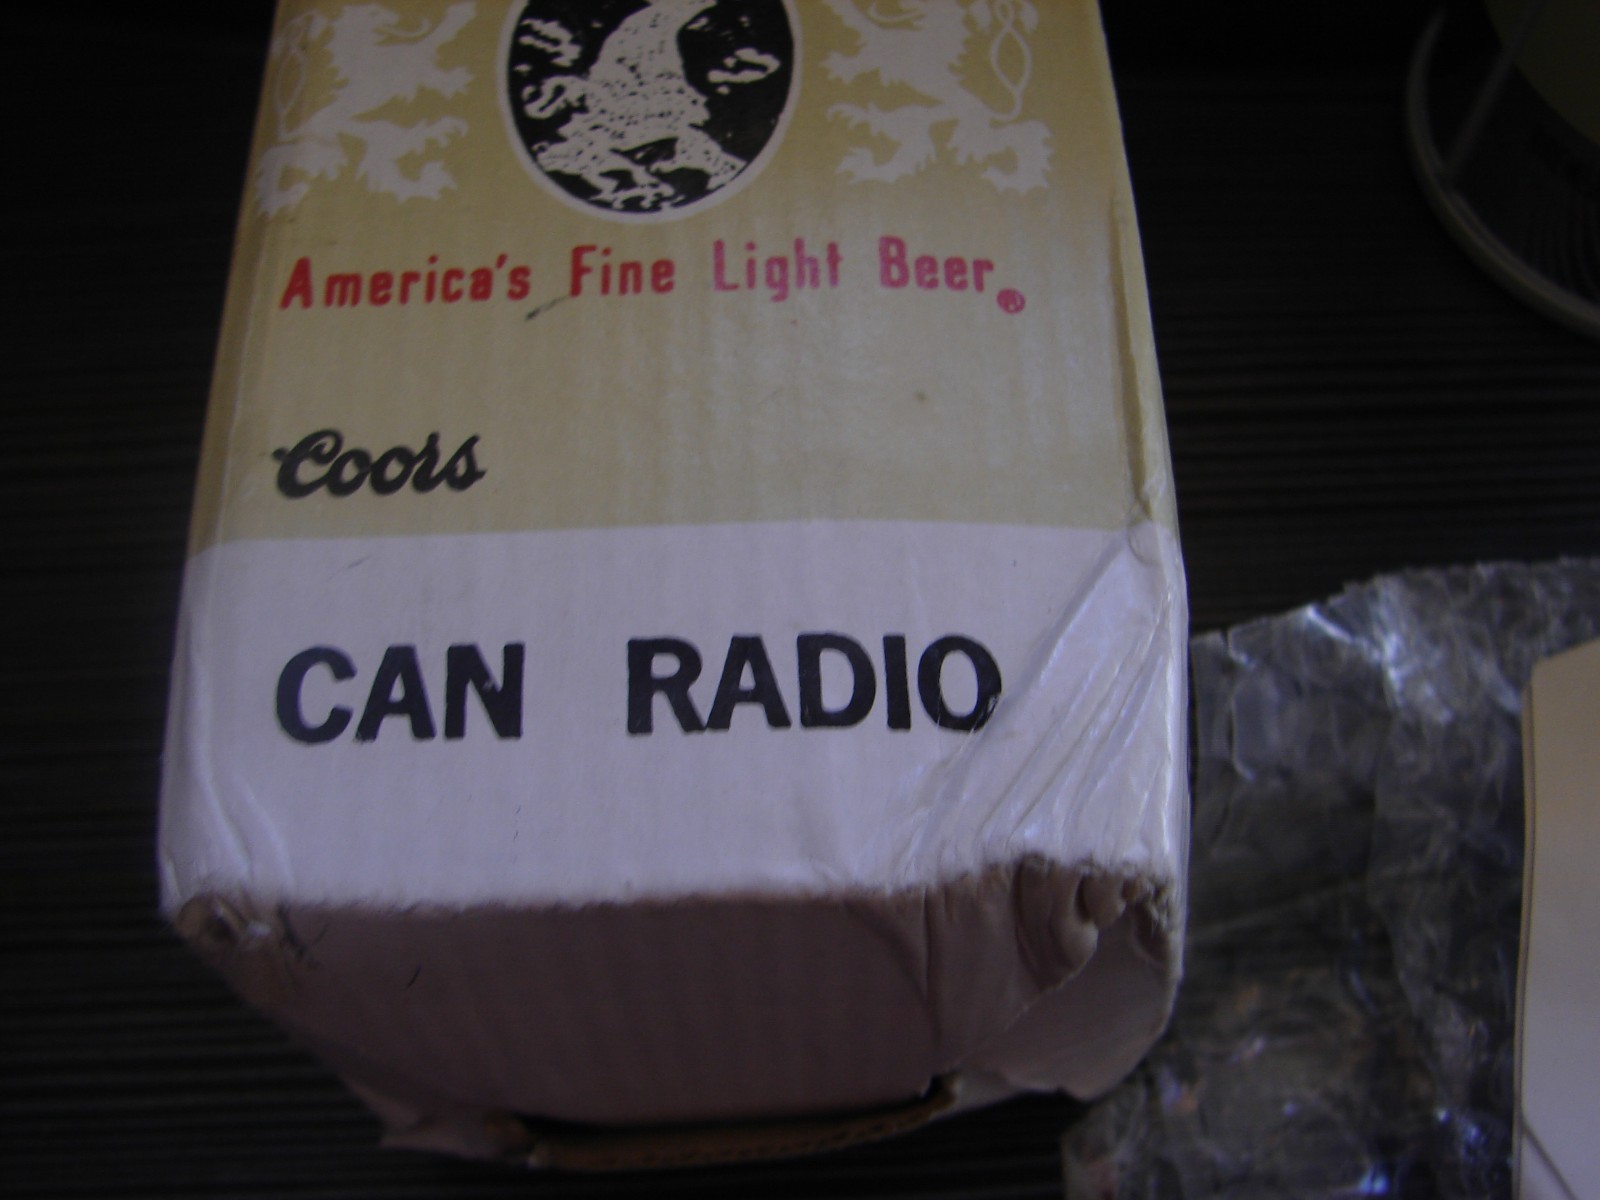 America's Fine Light Beer®
Coors
CAN RADIO